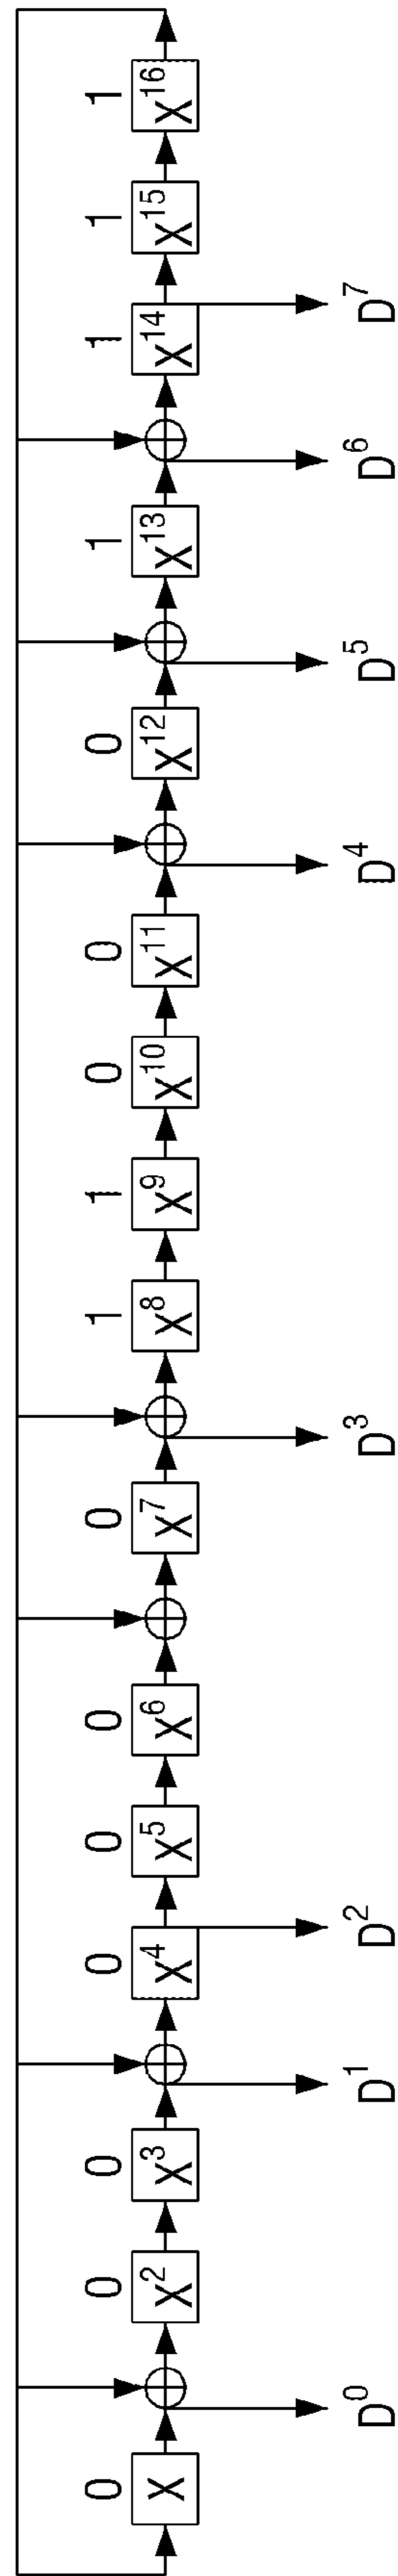 0 0 0 0 0 0 0 1 1 0 0 0 1 1 1 1
X X² X³ X⁴ X⁵ X⁶ X⁷ X⁸ X⁹ X¹⁰ X¹¹ X¹² X¹³ X¹⁴ X¹⁵ X¹⁶
D⁰ D¹ D² D³ D⁴ D⁵ D⁶ D⁷